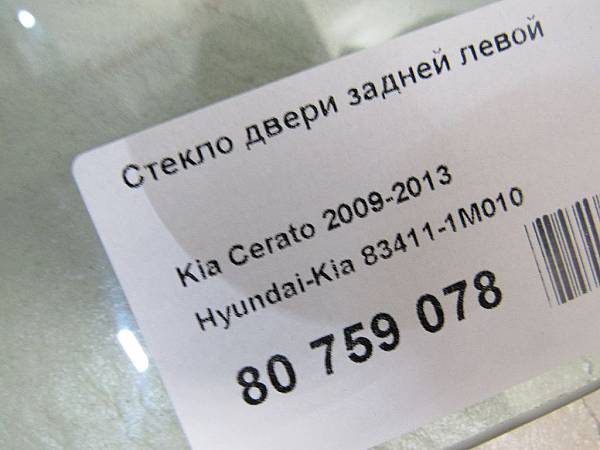 Стекло двери задней левой
Kia Cerato 2009-2013
Hyundai-Kia 83411-1M010
80 759 078